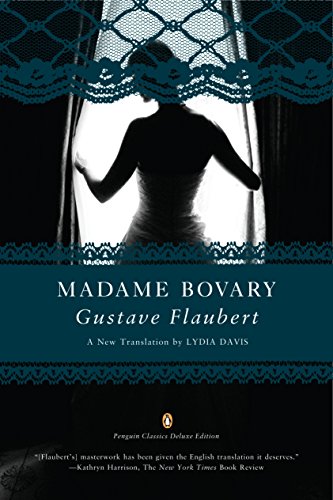 MADAME BOVARY
Gustave Flaubert
A New Translation by LYDIA DAVIS
Penguin Classics Deluxe Edition
“[Flaubert’s] masterwork has been given the English translation it deserves.”
—Kathryn Harrison, The New York Times Book Review